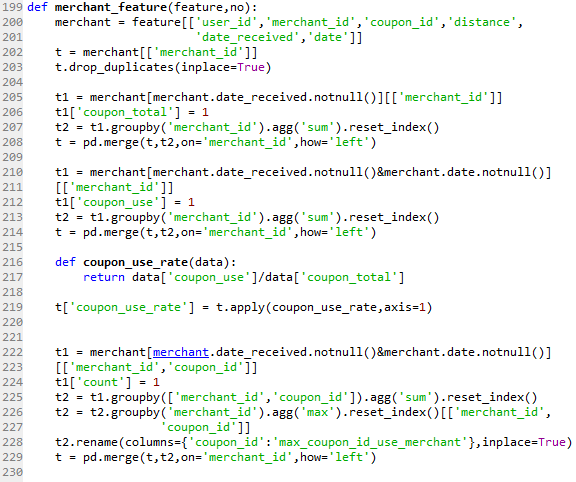 199 def merchant_feature(feature,no):
200     merchant = feature[['user_id','merchant_id','coupon_id','distance',
201                         'date_received','date']]
202     t = merchant[['merchant_id']]
203     t.drop_duplicates(inplace=True)
204
205     t1 = merchant[merchant.date_received.notnull()][['merchant_id']]
206     t1['coupon_total'] = 1
207     t2 = t1.groupby('merchant_id').agg('sum').reset_index()
208     t = pd.merge(t,t2,on='merchant_id',how='left')
209
210     t1 = merchant[merchant.date_received.notnull()&merchant.date.notnull()]
211     [['merchant_id']]
212     t1['coupon_use'] = 1
213     t2 = t1.groupby('merchant_id').agg('sum').reset_index()
214     t = pd.merge(t,t2,on='merchant_id',how='left')
215
216     def coupon_use_rate(data):
217         return data['coupon_use']/data['coupon_total']
218
219     t['coupon_use_rate'] = t.apply(coupon_use_rate,axis=1)
220
221
222     t1 = merchant[merchant.date_received.notnull()&merchant.date.notnull()]
223     [['merchant_id','coupon_id']]
224     t1['count'] = 1
225     t2 = t1.groupby(['merchant_id','coupon_id']).agg('sum').reset_index()
226     t2 = t2.groupby('merchant_id').agg('max').reset_index()[['merchant_id',
227                    'coupon_id']]
228     t2.rename(columns={'coupon_id':'max_coupon_id_use_merchant'},inplace=True)
229     t = pd.merge(t,t2,on='merchant_id',how='left')
230